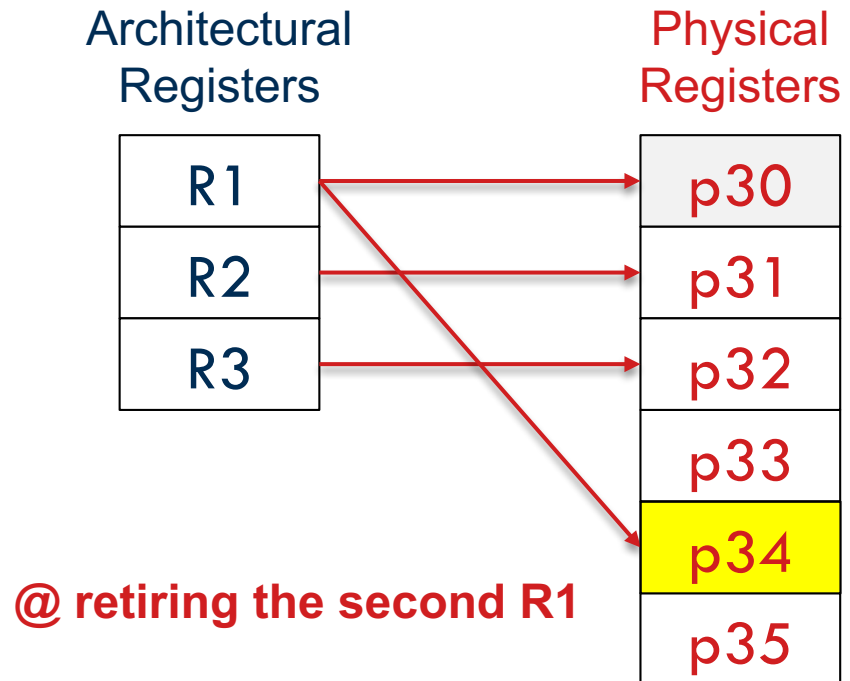 Architectural
Registers
Physical
Registers
R1
R2
R3
p30
p31
p32
p33
p34
p35
@ retiring the second R1